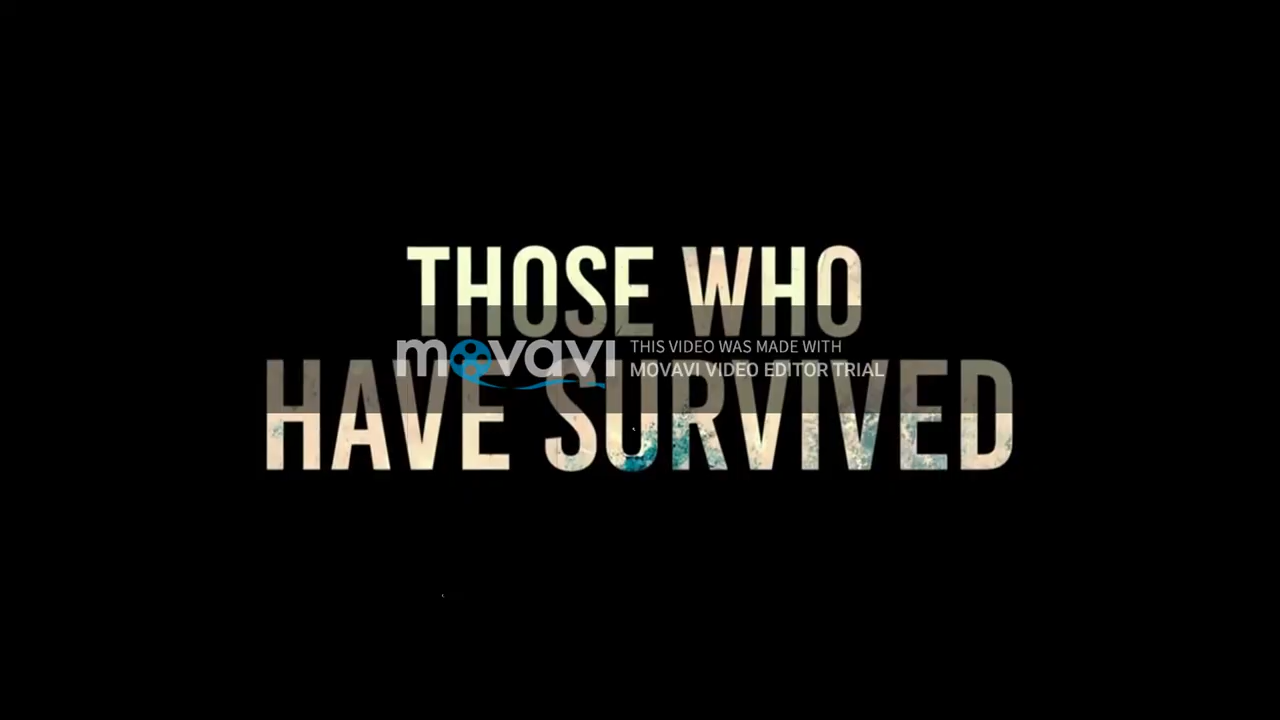 THOSE WHO
movavi
THIS VIDEO WAS MADE WITH
MOVAVI VIDEO EDITOR TRIAL
HAVE SURVIVED